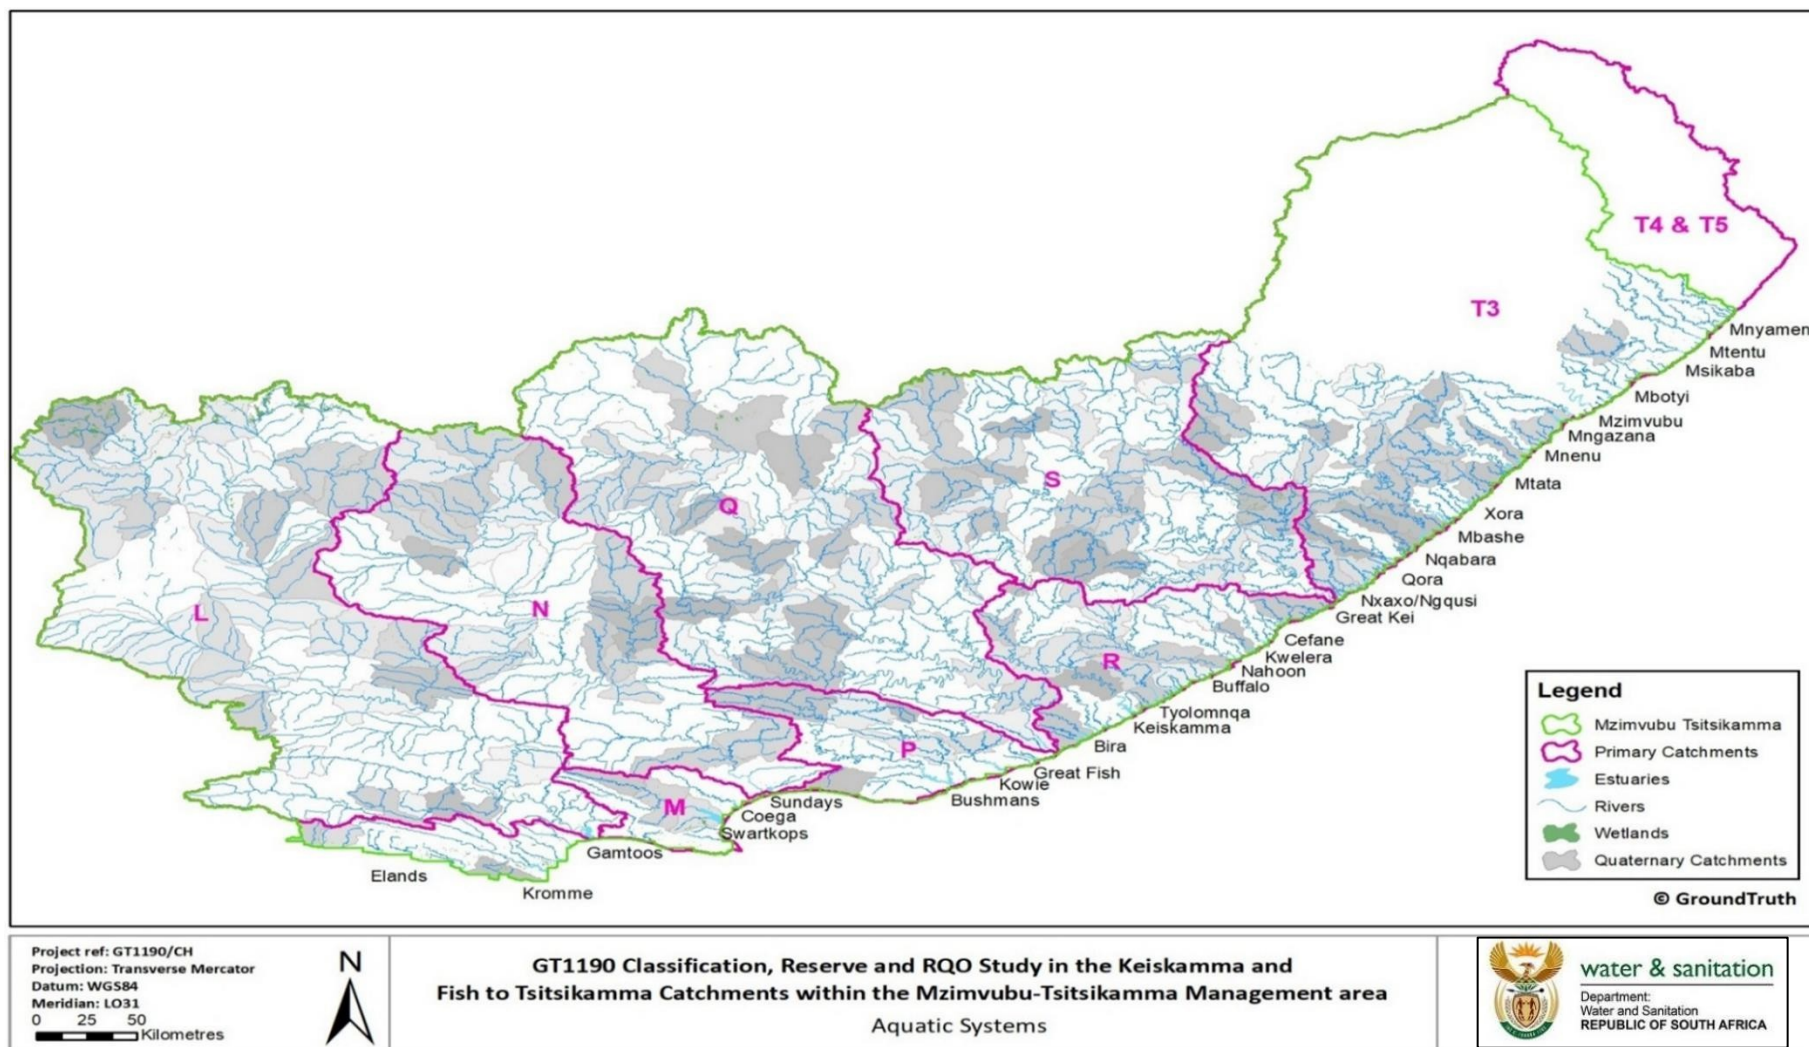 T4 & T5
T3
Mnyamen
Mtentu
Msikaba
Mbotyi
Mzimvubu
Mngazana
Mnenu
Mtata
Xora
Mbashe
Nqabara
Qora
Nxaxo/Ngqusi
Great Kei
Cefane
Kwelera
Nahoon
Buffalo
Tyolomnqa
Keiskamma
Bira
Great Fish
Kowie
Bushmans
Sundays
Coega
Swartkops
Gamtoos
Kromme
Elands
S
Q
L
N
R
P
M
Legend
Mzimvubu Tsitsikamma
Primary Catchments
Estuaries
Rivers
Wetlands
Quaternary Catchments
© GroundTruth
Project ref: GT1190/CH
Projection: Transverse Mercator
Datum: WGS84
Meridian: LO31
0 25 50
Kilometres
N
GT1190 Classification, Reserve and RQO Study in the Keiskamma and
Fish to Tsitsikamma Catchments within the Mzimvubu-Tsitsikamma Management area
Aquatic Systems
water & sanitation
Department:
Water and Sanitation
REPUBLIC OF SOUTH AFRICA